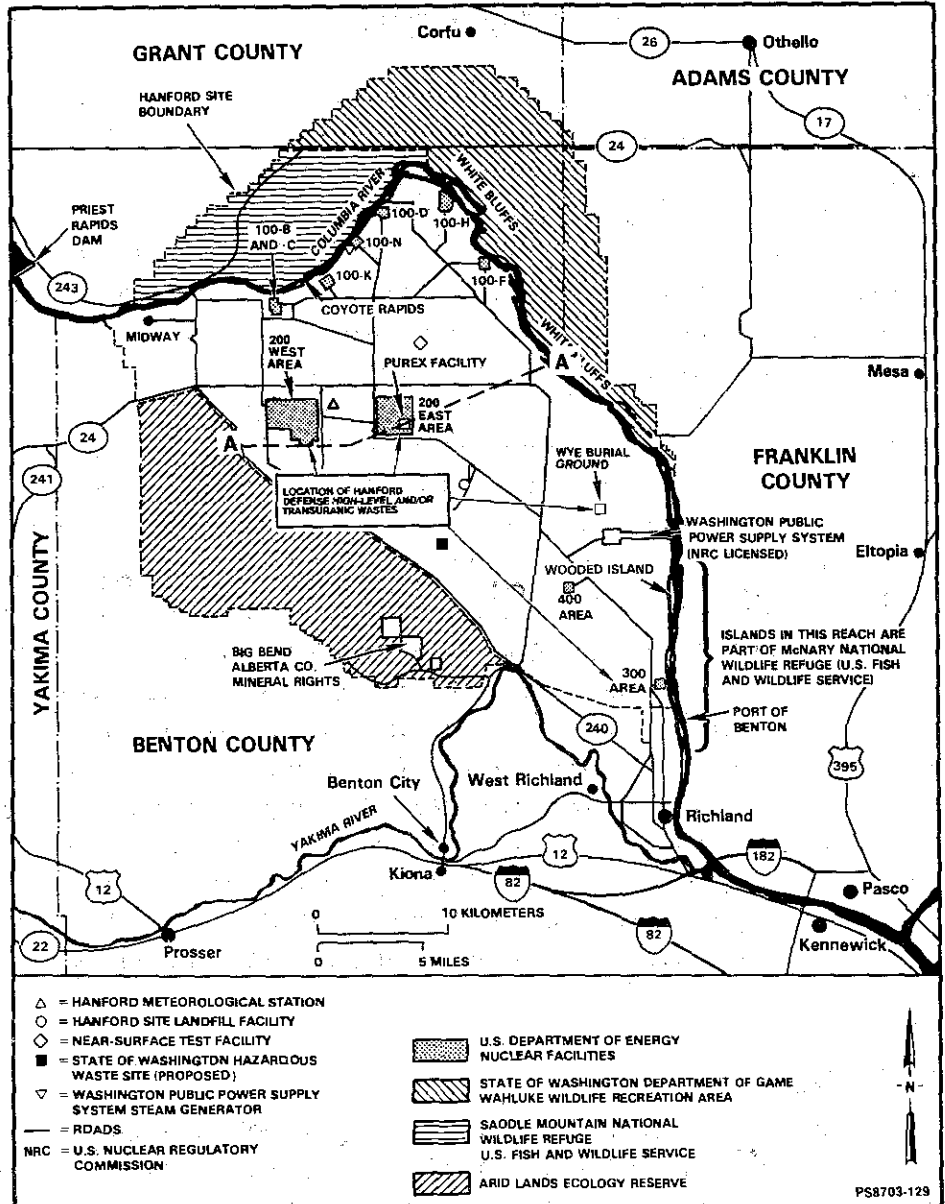 Corfu
26
Othello
GRANT COUNTY
ADAMS COUNTY
HANFORD SITE
BOUNDARY
17
24
PRIEST
RAPIDS
DAM
COLUMBIA RIVER
WHITE BLUFFS
100-B
AND -C
100-D
100-H
100-N
100-K
100-F
243
COYOTE RAPIDS
MIDWAY
200
WEST
AREA
PUREX FACILITY
WHITE BLUFFS
A
Mesa
200
EAST
AREA
24
A
WYE BURIAL
GROUND
FRANKLIN
COUNTY
241
LOCATION OF HANFORD
DEFENSE HIGH-LEVEL AND/OR
TRANSURANIC WASTES
WASHINGTON PUBLIC
POWER SUPPLY SYSTEM
(NRC LICENSED)
Eltopia
WOODED ISLAND
YAKIMA COUNTY
400
AREA
BIG BEND
ALBERTA CO.
MINERAL RIGHTS
ISLANDS IN THIS REACH ARE
PART OF McNARY NATIONAL
WILDLIFE REFUGE (U.S. FISH
AND WILDLIFE SERVICE)
300
AREA
PORT OF
BENTON
240
BENTON COUNTY
395
Benton City
West Richland
Richland
YAKIMA RIVER
12
182
Kiona
12
82
Pasco
0 10 KILOMETERS
82
Kennewick
22
Prosser
0 5 MILES
△ = HANFORD METEOROLOGICAL STATION
○ = HANFORD SITE LANDFILL FACILITY
◇ = NEAR-SURFACE TEST FACILITY
■ = STATE OF WASHINGTON HAZARDOUS
WASTE SITE (PROPOSED)
▽ = WASHINGTON PUBLIC POWER SUPPLY
SYSTEM STEAM GENERATOR
— = ROADS
NRC = U.S. NUCLEAR REGULATORY
COMMISSION
U.S. DEPARTMENT OF ENERGY
NUCLEAR FACILITIES
STATE OF WASHINGTON DEPARTMENT OF GAME
WAHLUKE WILDLIFE RECREATION AREA
SADDLE MOUNTAIN NATIONAL
WILDLIFE REFUGE
U.S. FISH AND WILDLIFE SERVICE
ARID LANDS ECOLOGY RESERVE
N
PS8703-129